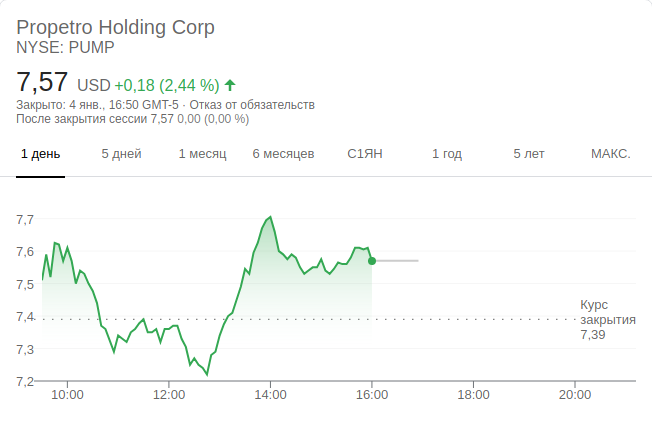 Propetro Holding Corp
NYSE: PUMP
7,57 USD +0,18 (2,44 %)
Закрыто: 4 янв., 16:50 GMT-5 · Отказ от обязательств
После закрытия сессии 7,57 0,00 (0,00 %)
1 день 5 дней 1 месяц 6 месяцев С1ЯН 1 год 5 лет МАКС.
7,7
7,6
7,5
7,4
7,3
7,2
Курс
закрытия
7,39
10:00 12:00 14:00 16:00 18:00 20:00